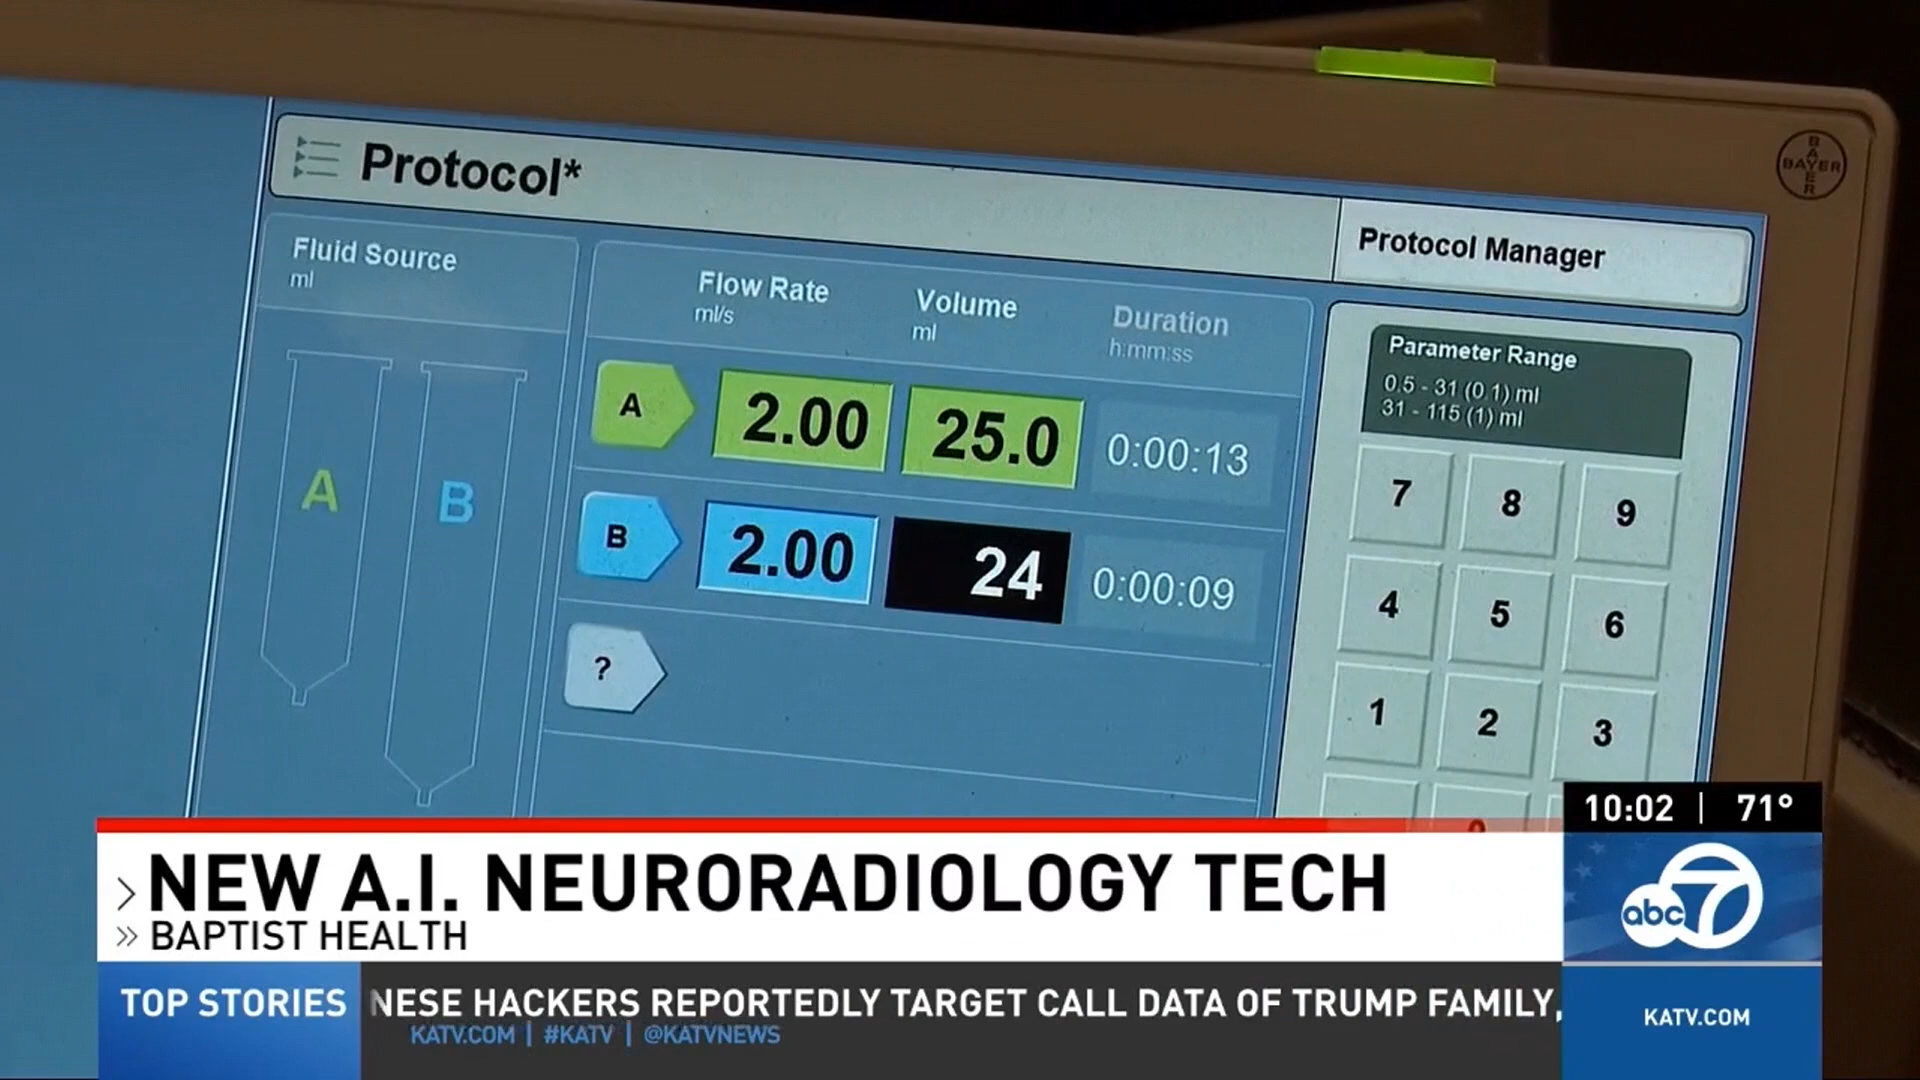 BAYER
BAYER
Protocol*
Protocol Manager
Fluid Source
ml
Flow Rate
ml/s
Volume
ml
Duration
h:mm:ss
Parameter Range
0.5 - 31 (0.1) ml
31 - 115 (1) ml
A
B
A
2.00
25.0
0:00:13
B
2.00
24
0:00:09
?
7
8
9
4
5
6
1
2
3
10:02 | 71°
NEW A.I. NEURORADIOLOGY TECH
BAPTIST HEALTH
abc 7
TOP STORIES
NESE HACKERS REPORTEDLY TARGET CALL DATA OF TRUMP FAMILY,
KATV.COM | #KATV | @KATVNEWS
KATV.COM